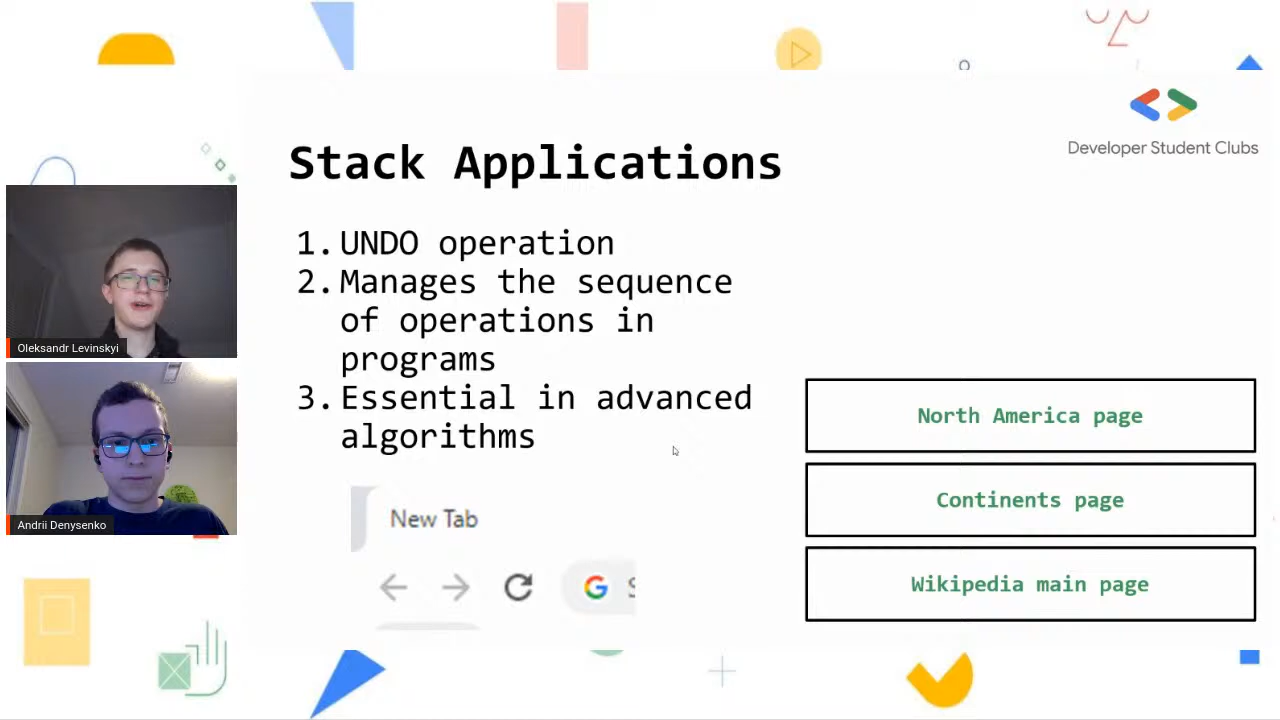 Developer Student Clubs
Stack Applications
1. UNDO operation
2. Manages the sequence
of operations in
programs
3. Essential in advanced
algorithms
Oleksandr Levinskyi
Andrii Denysenko
North America page
Continents page
Wikipedia main page
New Tab
G